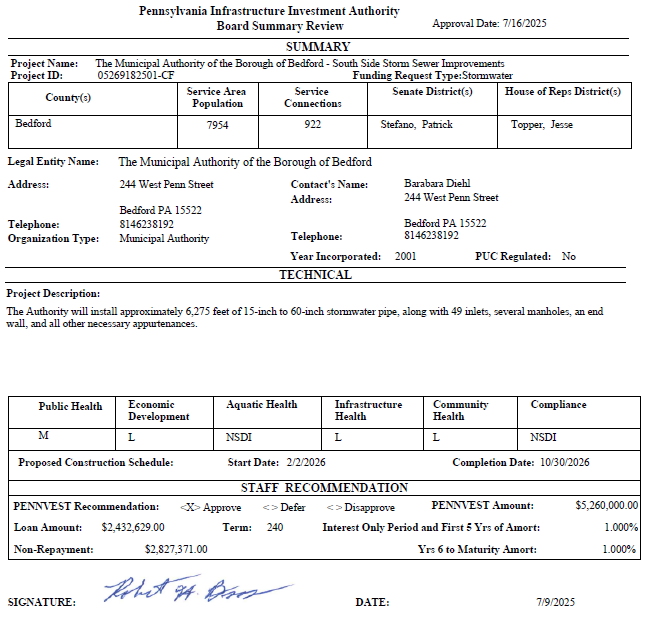 Pennsylvania Infrastructure Investment Authority
Board Summary Review
Approval Date: 7/16/2025
SUMMARY
Project Name: The Municipal Authority of the Borough of Bedford - South Side Storm Sewer Improvements
Project ID: 05269182501-CF Funding Request Type:Stormwater
County(s) Service Area Population Service Connections Senate District(s) House of Reps District(s)
Bedford 7954 922 Stefano, Patrick Topper, Jesse
Legal Entity Name: The Municipal Authority of the Borough of Bedford
Address: 244 West Penn Street Contact's Name: Barabara Diehl
Address: 244 West Penn Street
Bedford PA 15522 Bedford PA 15522
Telephone: 8146238192 Telephone: 8146238192
Organization Type: Municipal Authority
Year Incorporated: 2001 PUC Regulated: No
TECHNICAL
Project Description:
The Authority will install approximately 6,275 feet of 15-inch to 60-inch stormwater pipe, along with 49 inlets, several manholes, an end
wall, and all other necessary appurtenances.
Public Health Economic Development Aquatic Health Infrastructure Health Community Health Compliance
M L NSDI L L NSDI
Proposed Construction Schedule: Start Date: 2/2/2026 Completion Date: 10/30/2026
STAFF RECOMMENDATION
PENNVEST Recommendation: <X> Approve < > Defer < > Disapprove PENNVEST Amount: $5,260,000.00
Loan Amount: $2,432,629.00 Term: 240 Interest Only Period and First 5 Yrs of Amort: 1.000%
Non-Repayment: $2,827,371.00 Yrs 6 to Maturity Amort: 1.000%
SIGNATURE: DATE: 7/9/2025